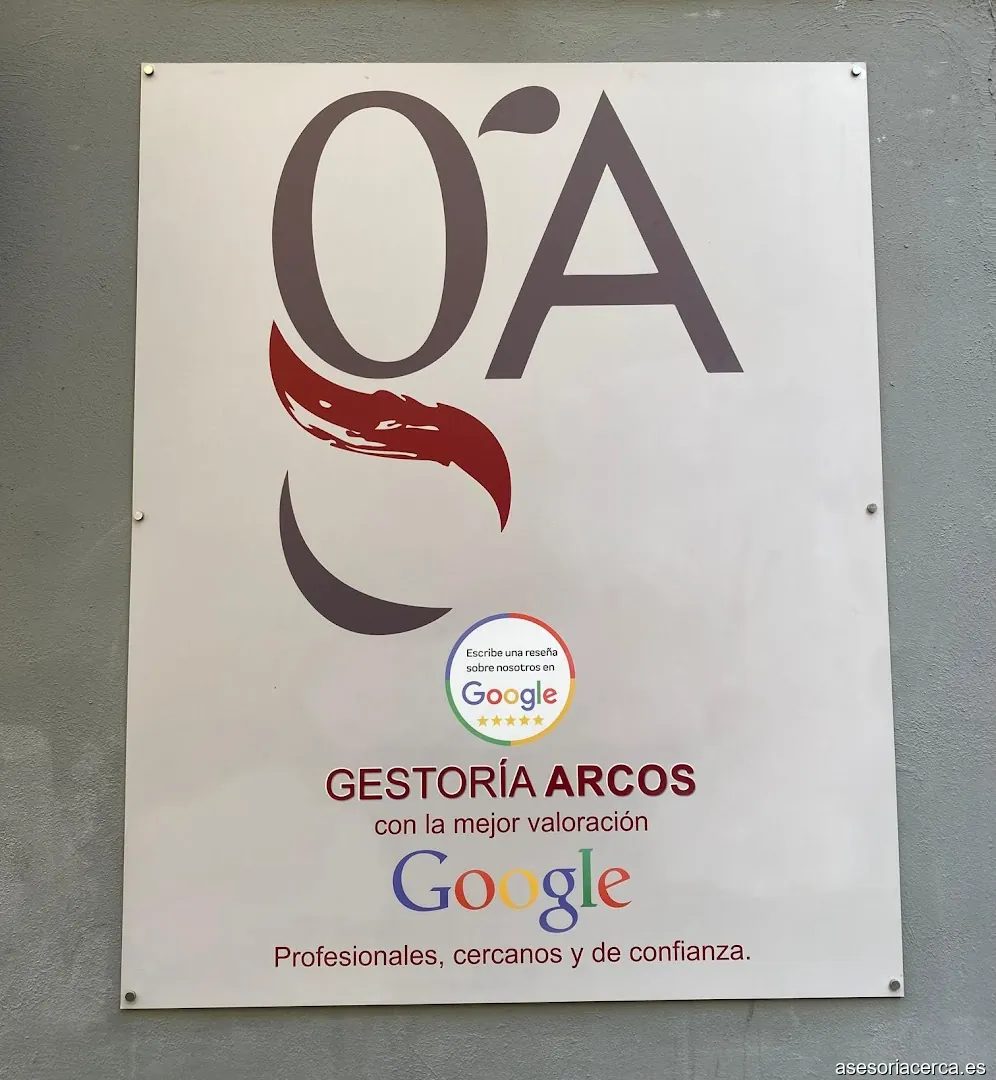 gA
Escribe una reseña
sobre nosotros en
Google
GESTORÍA ARCOS
con la mejor valoración
Google
Profesionales, cercanos y de confianza.
asesoriacerca.es